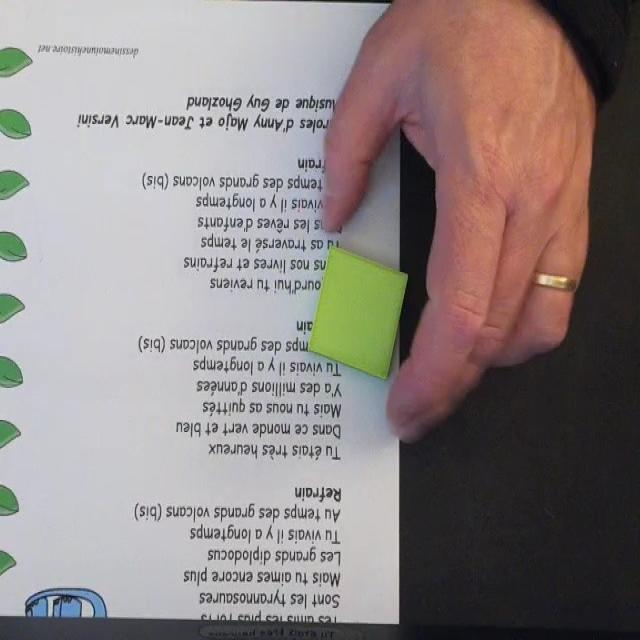 Sont les tyrannosaures
Mais tu aimes encore plus
Les grands diplodocus
Tu vivais il y a longtemps
Au temps des grands volcans (bis)
Refrain
Tu étais très heureux
Dans ce monde vert et bleu
Mais tu nous as quittés
Y'a des millions d'années
Tu vivais il y a longtemps
des grands volcans (bis)
tu reviens
nos livres et refrains
as traversé le temps
les rêves d'enfants
vivais il y a longtemps
temps des grands volcans (bis)
d'Anny Majo et Jean-Marc Versini
de Guy Ghozland
dessinemoiunehistoire.net